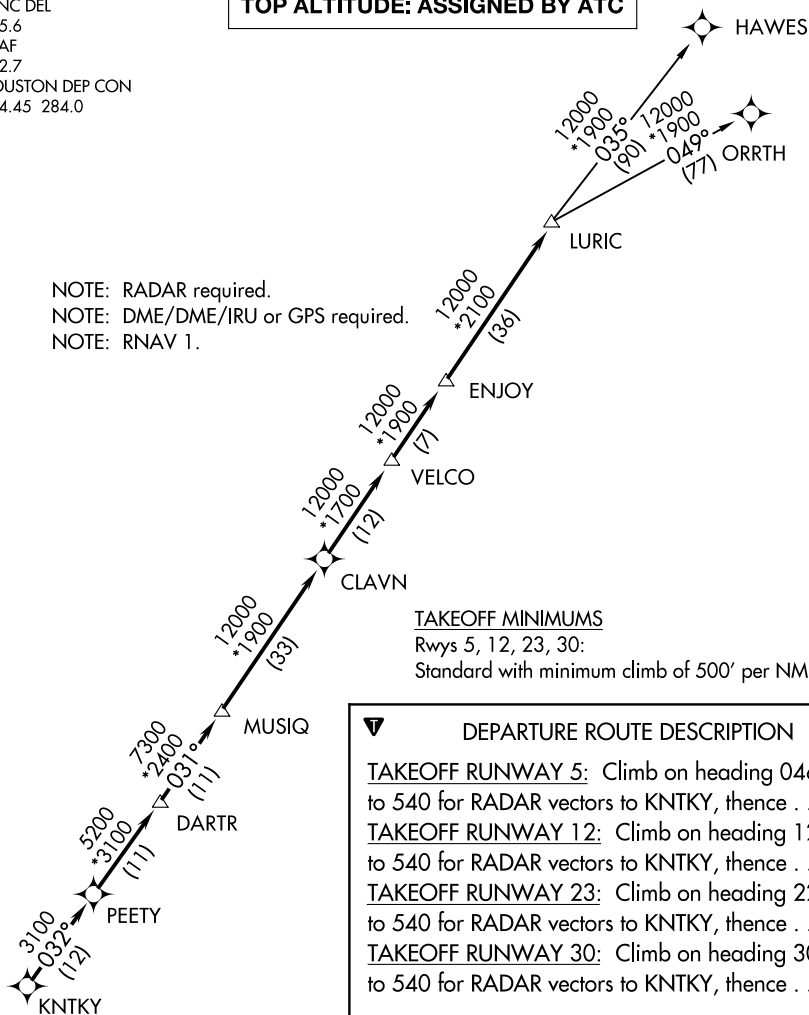 NC DEL
5.6
AF
2.7
OUSTON DEP CON
4.45 284.0
TOP ALTITUDE: ASSIGNED BY ATC
HAWES
12000
*1900
035°
(90)
12000
*1900
049°
(77)
ORRTH
LURIC
NOTE: RADAR required.
NOTE: DME/DME/IRU or GPS required.
NOTE: RNAV 1.
12000
*2100
(36)
ENJOY
12000
*1900
(7)
VELCO
12000
*1700
(12)
CLAVN
12000
*1900
(33)
TAKEOFF MINIMUMS
Rwys 5, 12, 23, 30:
Standard with minimum climb of 500' per NM
MUSIQ
7300
*2400
031°
(11)
DARTR
5200
*3100
(11)
PEETY
3100
032°
(12)
KNTKY
T
DEPARTURE ROUTE DESCRIPTION
TAKEOFF RUNWAY 5: Climb on heading 046
to 540 for RADAR vectors to KNTKY, thence . .
TAKEOFF RUNWAY 12: Climb on heading 12
to 540 for RADAR vectors to KNTKY, thence . .
TAKEOFF RUNWAY 23: Climb on heading 22
to 540 for RADAR vectors to KNTKY, thence . .
TAKEOFF RUNWAY 30: Climb on heading 30
to 540 for RADAR vectors to KNTKY, thence . .